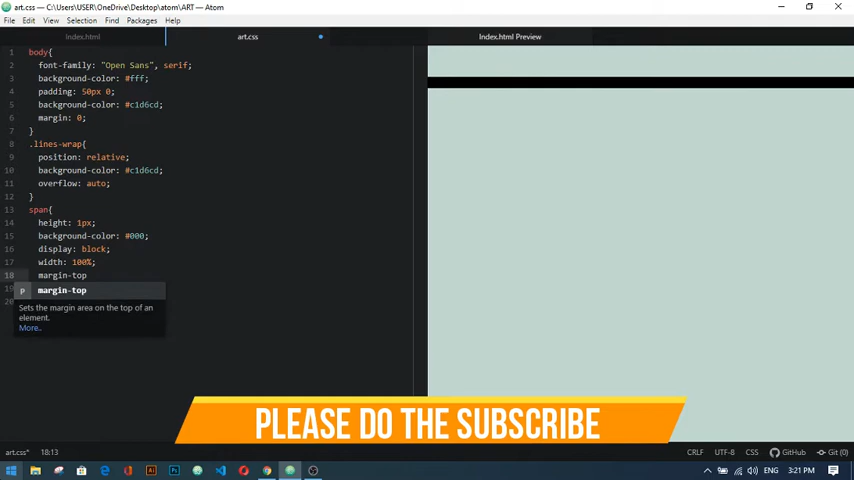 art.css — C:\Users\USER\OneDrive\Desktop\atom\ART — Atom
File Edit View Selection Find Packages Help
Index.html
art.css
Index.html Preview
1 body{
2 font-family: "Open Sans", serif;
3 background-color: #fff;
4 padding: 50px 0;
5 background-color: #c1d6cd;
6 margin: 0;
7 }
8 .lines-wrap{
9 position: relative;
10 background-color: #c1d6cd;
11 overflow: auto;
12 }
13 span{
14 height: 1px;
15 background-color: #000;
16 display: block;
17 width: 100%;
18 margin-top
19
p margin-top
20
Sets the margin area on the top of an
element.
More..
PLEASE DO THE SUBSCRIBE
art.css* 18:13
CRLF UTF-8 CSS GitHub Git (0)
ENG 3:21 PM